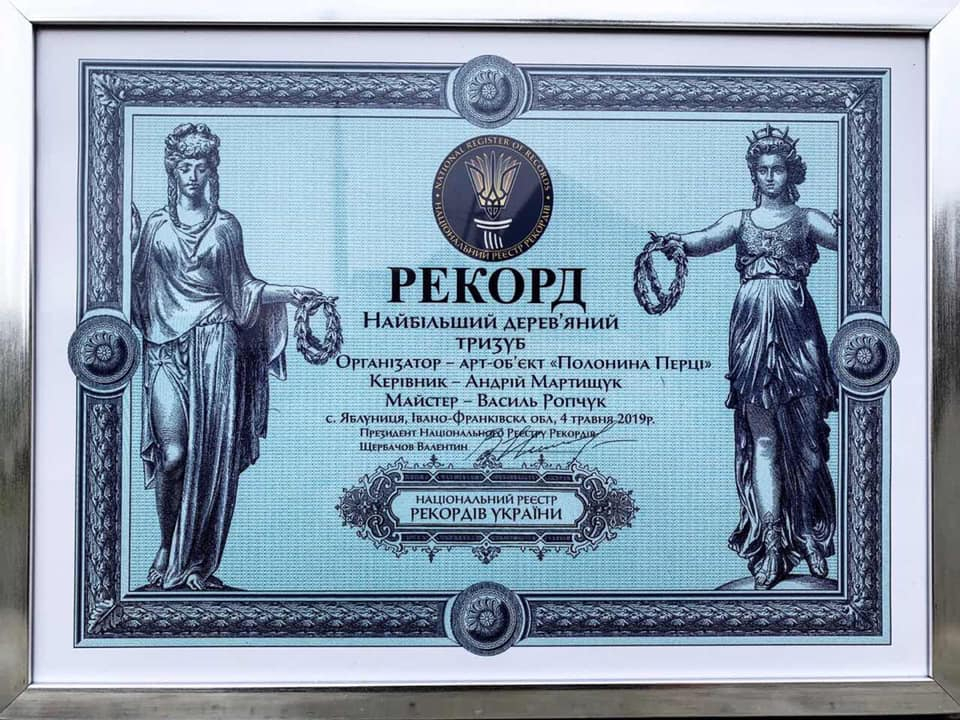 NATIONAL REGISTER OF RECORDS
НАЦІОНАЛЬНИЙ РЕЄСТР РЕКОРДІВ
РЕКОРД
Найбільший дерев'яний
тризуб
Організатор – арт-об'єкт «Полонина Перці»
Керівник – Андрій Мартищук
Майстер – Василь Ропчук
с. Яблуниця, Івано-Франківска обл, 4 травня 2019р.
Президент Національного Реєстру Рекордів
Щербачов Валентин
НАЦІОНАЛЬНИЙ РЕЄСТР
РЕКОРДІВ УКРАЇНИ